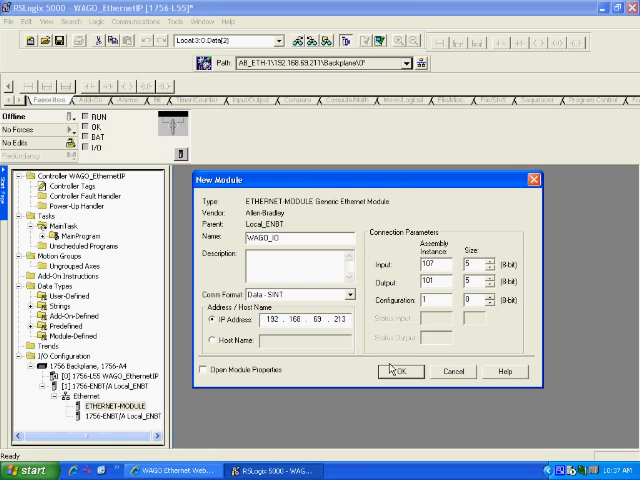 RSLogix 5000 - WAGO_EthernetIP [1756-L55]*
File Edit View Search Logic Communications Tools Window Help
Local:3:O.Data[2]
Path: AB_ETH-1\192.168.69.211\Backplane\0*
Favorites Add-On Alarms Bit Timer/Counter Input/Output Compare Compute/Math Move/Logical File/Misc. File/Shift Sequencer Program Control
Offline
RUN
No Forces
OK
No Edits
BAT
Redundancy
I/O
Start Page
Controller WAGO_EthernetIP
Controller Tags
Controller Fault Handler
Power-Up Handler
Tasks
MainTask
MainProgram
Unscheduled Programs
Motion Groups
Ungrouped Axes
Add-On Instructions
Data Types
User-Defined
Strings
Add-On-Defined
Predefined
Module-Defined
Trends
I/O Configuration
1756 Backplane, 1756-A4
[0] 1756-L55 WAGO_EthernetIP
[1] 1756-ENBT/A Local_ENBT
Ethernet
ETHERNET-MODULE
1756-ENBT/A Local_ENBT
New Module
Type: ETHERNET-MODULE Generic Ethernet Module
Vendor: Allen-Bradley
Parent: Local_ENBT
Name: WAGO_IO
Description:
Comm Format: Data - SINT
Address / Host Name
IP Address: 192 . 168 . 69 . 213
Host Name:
Connection Parameters
Assembly
Instance: Size:
Input: 107 5 (8-bit)
Output: 101 5 (8-bit)
Configuration: 1 0 (8-bit)
Status Input:
Status Output:
Open Module Properties
OK Cancel Help
Ready
start
WAGO Ethernet Web...
RSLogix 5000 - WAG...
10:37 AM